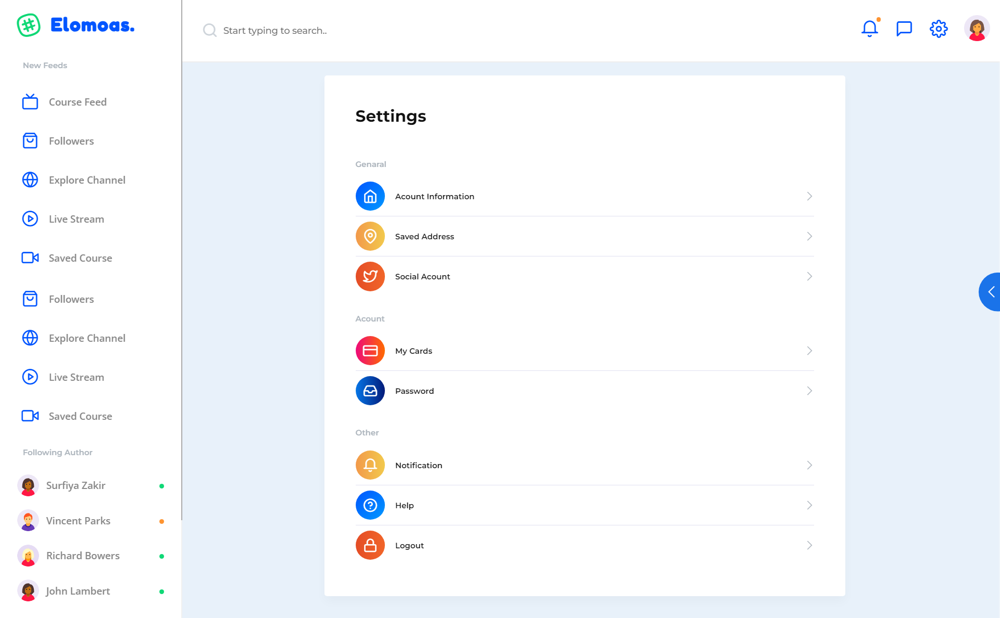 Elomoas.
Start typing to search..
New Feeds
Course Feed
Followers
Explore Channel
Live Stream
Saved Course
Followers
Explore Channel
Live Stream
Saved Course
Following Author
Surfiya Zakir
Vincent Parks
Richard Bowers
John Lambert
Settings
Genaral
Acount Information
Saved Address
Social Acount
Acount
My Cards
Password
Other
Notification
Help
Logout